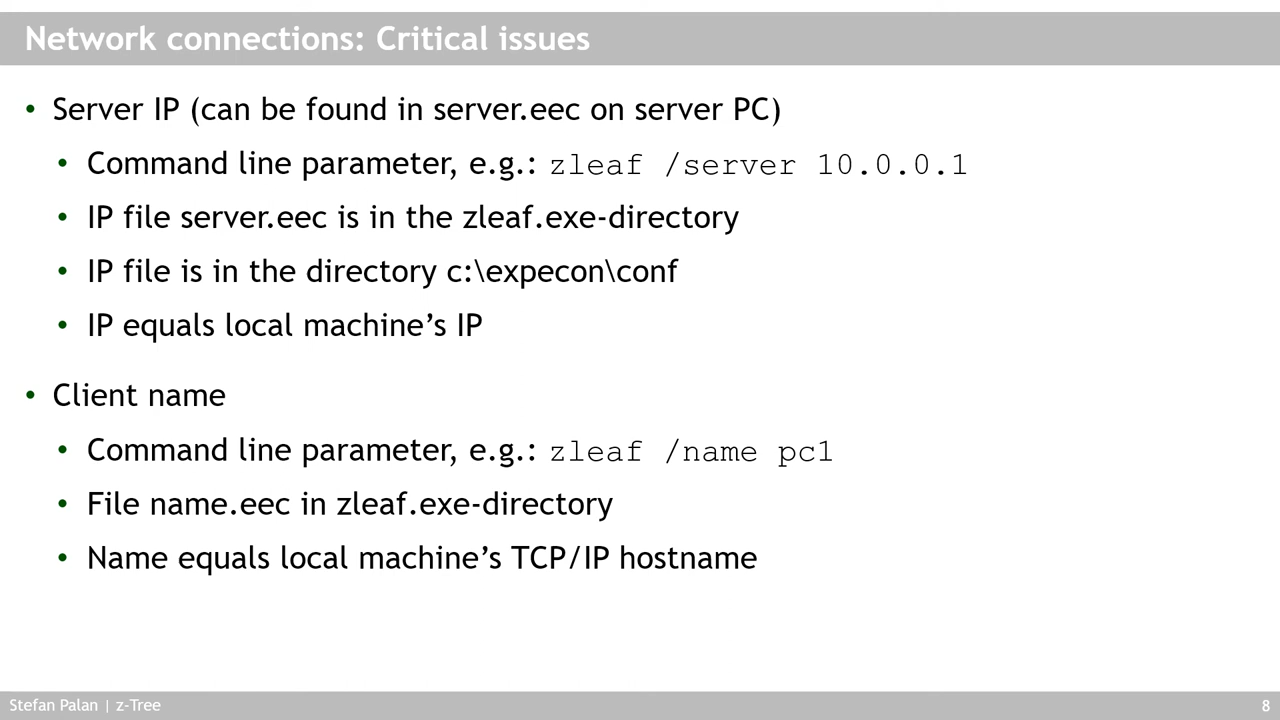 Network connections: Critical issues
• Server IP (can be found in server.eec on server PC)
• Command line parameter, e.g.: zleaf /server 10.0.0.1
• IP file server.eec is in the zleaf.exe-directory
• IP file is in the directory c:\expecon\conf
• IP equals local machine’s IP
• Client name
• Command line parameter, e.g.: zleaf /name pc1
• File name.eec in zleaf.exe-directory
• Name equals local machine’s TCP/IP hostname
Stefan Palan | z-Tree 8